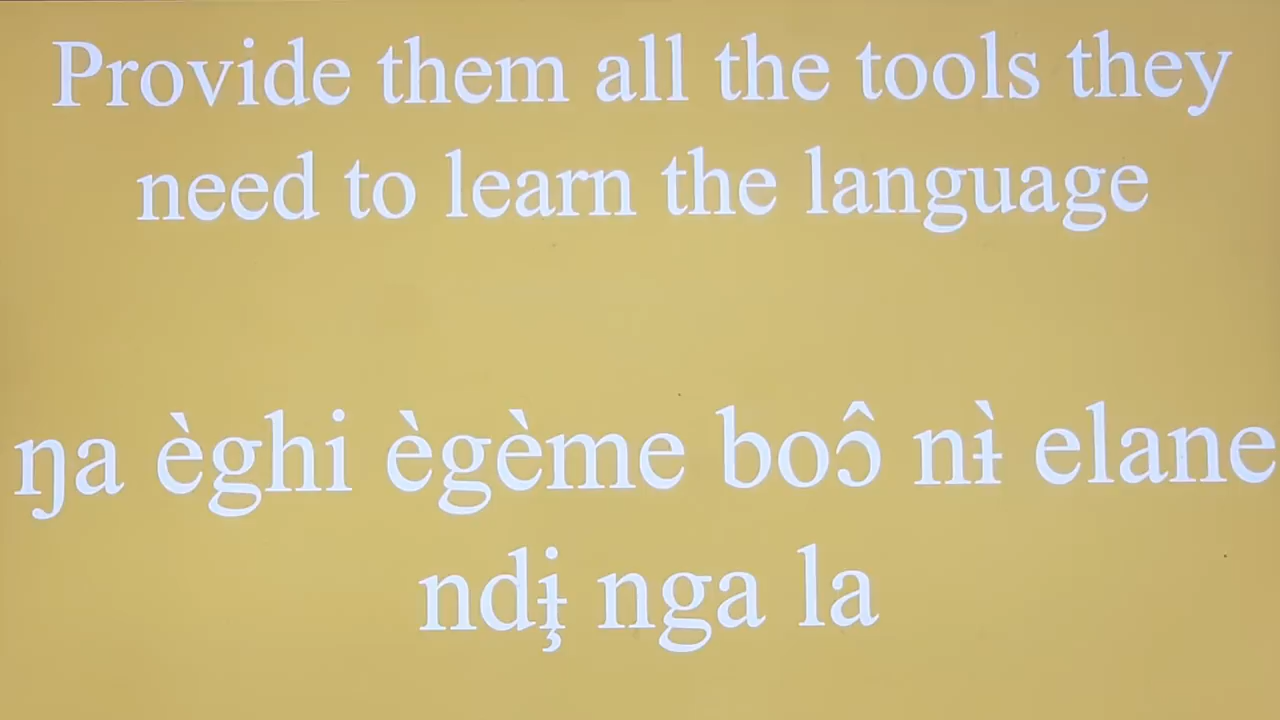 Provide them all the tools they
need to learn the language
ŋa èghi ègème boɔ̂ nɨ̀ elane
ndɨ̧ nga la